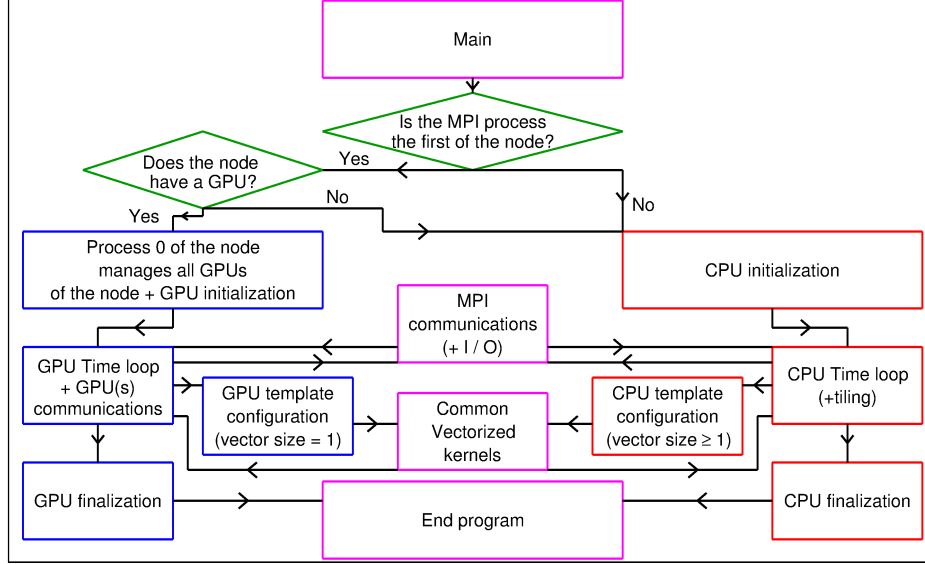 Main
Is the MPI process
the first of the node?
Yes
No
Does the node
have a GPU?
No
Yes
Process 0 of the node
manages all GPUs
of the node + GPU initialization
CPU initialization
MPI
communications
(+ I / O)
GPU Time loop
+ GPU(s)
communications
GPU template
configuration
(vector size = 1)
Common
Vectorized
kernels
CPU template
configuration
(vector size ≥ 1)
CPU Time loop
(+tiling)
GPU finalization
End program
CPU finalization